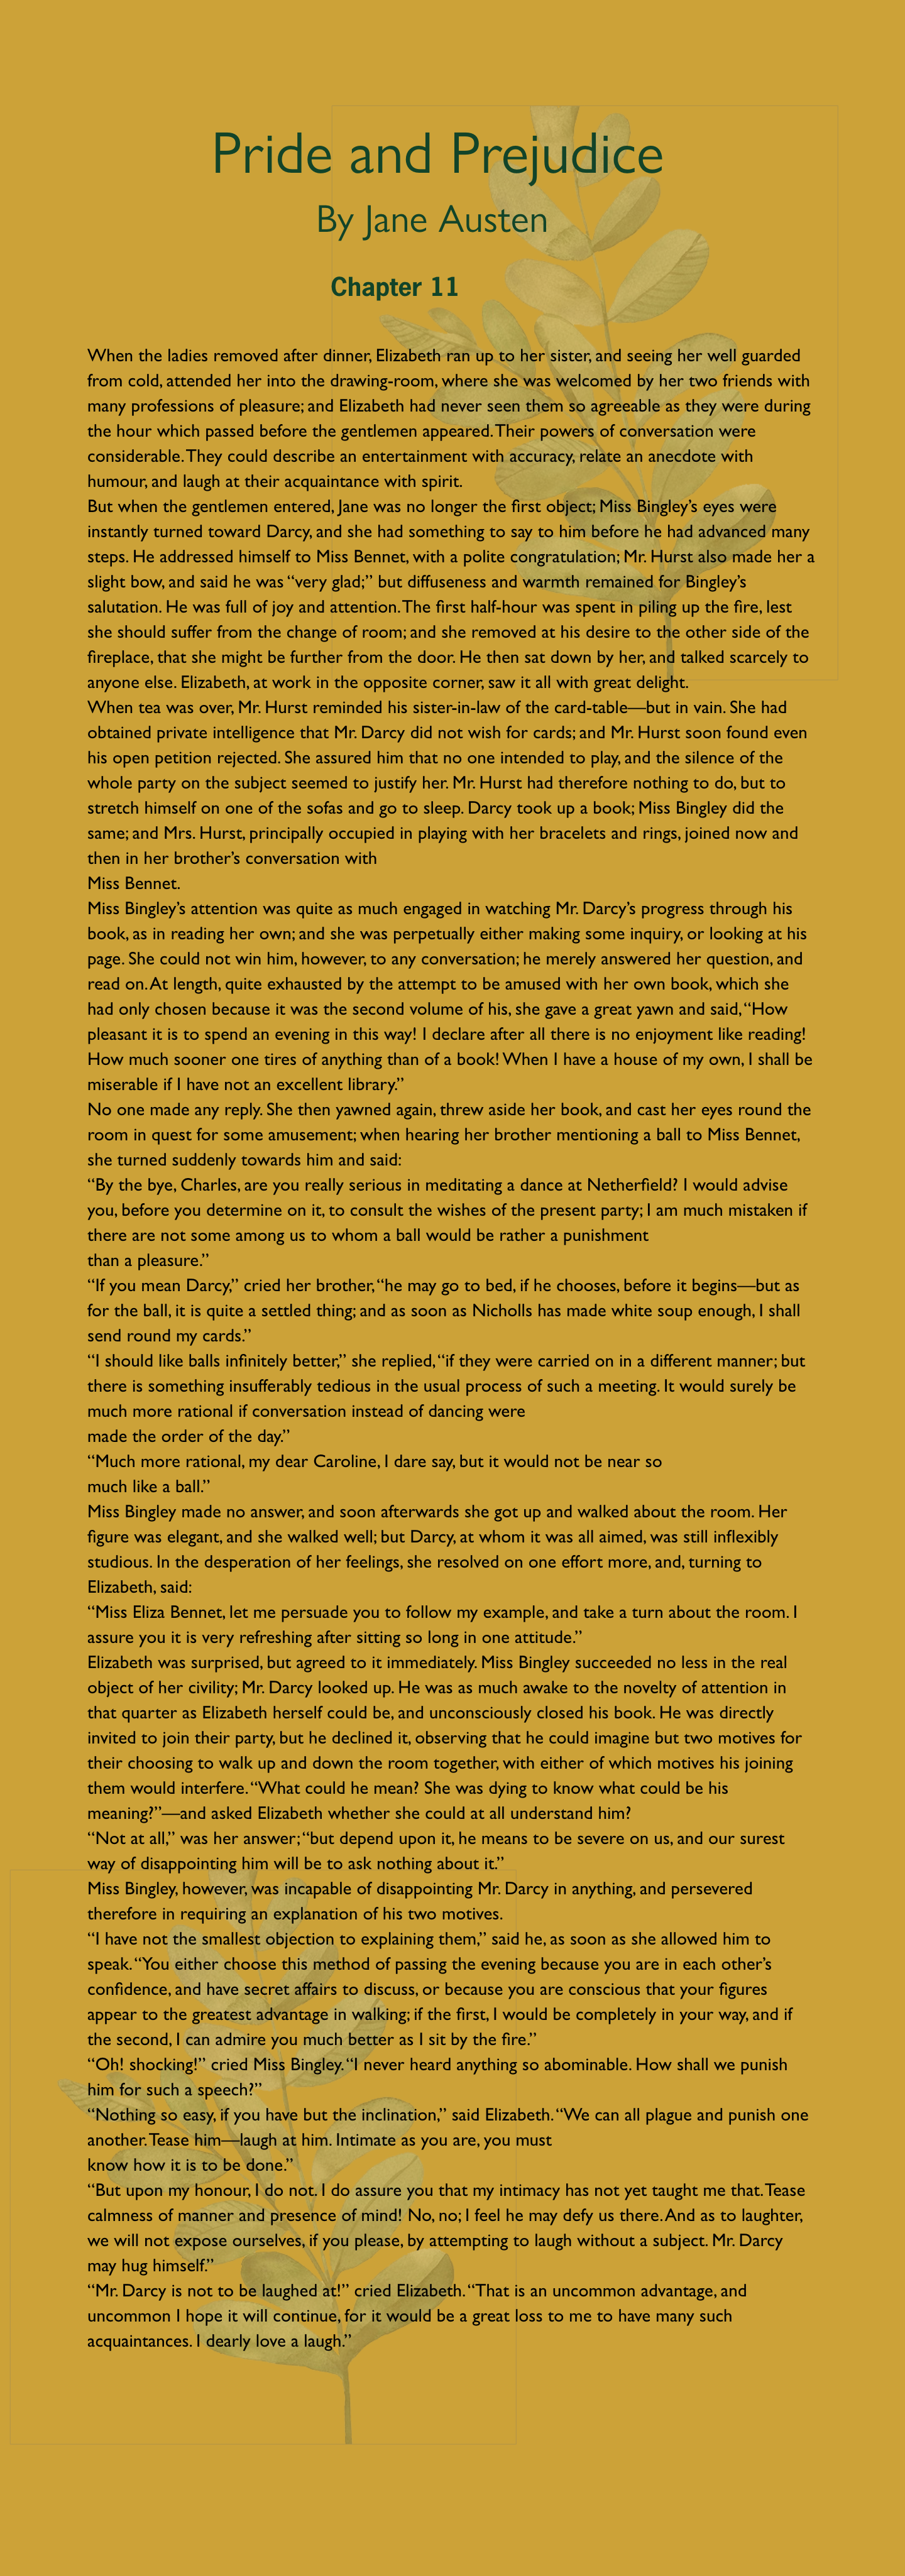 Pride and Prejudice
By Jane Austen
Chapter 11
When the ladies removed after dinner, Elizabeth ran up to her sister, and seeing her well guarded
from cold, attended her into the drawing-room, where she was welcomed by her two friends with
many professions of pleasure; and Elizabeth had never seen them so agreeable as they were during
the hour which passed before the gentlemen appeared. Their powers of conversation were
considerable. They could describe an entertainment with accuracy, relate an anecdote with
humour, and laugh at their acquaintance with spirit.
But when the gentlemen entered, Jane was no longer the first object; Miss Bingley’s eyes were
instantly turned toward Darcy, and she had something to say to him before he had advanced many
steps. He addressed himself to Miss Bennet, with a polite congratulation; Mr. Hurst also made her a
slight bow, and said he was “very glad;” but diffuseness and warmth remained for Bingley’s
salutation. He was full of joy and attention. The first half-hour was spent in piling up the fire, lest
she should suffer from the change of room; and she removed at his desire to the other side of the
fireplace, that she might be further from the door. He then sat down by her, and talked scarcely to
anyone else. Elizabeth, at work in the opposite corner, saw it all with great delight.
When tea was over, Mr. Hurst reminded his sister-in-law of the card-table—but in vain. She had
obtained private intelligence that Mr. Darcy did not wish for cards; and Mr. Hurst soon found even
his open petition rejected. She assured him that no one intended to play, and the silence of the
whole party on the subject seemed to justify her. Mr. Hurst had therefore nothing to do, but to
stretch himself on one of the sofas and go to sleep. Darcy took up a book; Miss Bingley did the
same; and Mrs. Hurst, principally occupied in playing with her bracelets and rings, joined now and
then in her brother’s conversation with
Miss Bennet.
Miss Bingley’s attention was quite as much engaged in watching Mr. Darcy’s progress through his
book, as in reading her own; and she was perpetually either making some inquiry, or looking at his
page. She could not win him, however, to any conversation; he merely answered her question, and
read on. At length, quite exhausted by the attempt to be amused with her own book, which she
had only chosen because it was the second volume of his, she gave a great yawn and said, “How
pleasant it is to spend an evening in this way! I declare after all there is no enjoyment like reading!
How much sooner one tires of anything than of a book! When I have a house of my own, I shall be
miserable if I have not an excellent library.”
No one made any reply. She then yawned again, threw aside her book, and cast her eyes round the
room in quest for some amusement; when hearing her brother mentioning a ball to Miss Bennet,
she turned suddenly towards him and said:
“By the bye, Charles, are you really serious in meditating a dance at Netherfield? I would advise
you, before you determine on it, to consult the wishes of the present party; I am much mistaken if
there are not some among us to whom a ball would be rather a punishment
than a pleasure.”
“If you mean Darcy,” cried her brother, “he may go to bed, if he chooses, before it begins—but as
for the ball, it is quite a settled thing; and as soon as Nicholls has made white soup enough, I shall
send round my cards.”
“I should like balls infinitely better,” she replied, “if they were carried on in a different manner; but
there is something insufferably tedious in the usual process of such a meeting. It would surely be
much more rational if conversation instead of dancing were
made the order of the day.”
“Much more rational, my dear Caroline, I dare say, but it would not be near so
much like a ball.”
Miss Bingley made no answer, and soon afterwards she got up and walked about the room. Her
figure was elegant, and she walked well; but Darcy, at whom it was all aimed, was still inflexibly
studious. In the desperation of her feelings, she resolved on one effort more, and, turning to
Elizabeth, said:
“Miss Eliza Bennet, let me persuade you to follow my example, and take a turn about the room. I
assure you it is very refreshing after sitting so long in one attitude.”
Elizabeth was surprised, but agreed to it immediately. Miss Bingley succeeded no less in the real
object of her civility; Mr. Darcy looked up. He was as much awake to the novelty of attention in
that quarter as Elizabeth herself could be, and unconsciously closed his book. He was directly
invited to join their party, but he declined it, observing that he could imagine but two motives for
their choosing to walk up and down the room together, with either of which motives his joining
them would interfere. “What could he mean? She was dying to know what could be his
meaning?”—and asked Elizabeth whether she could at all understand him?
“Not at all,” was her answer; “but depend upon it, he means to be severe on us, and our surest
way of disappointing him will be to ask nothing about it.”
Miss Bingley, however, was incapable of disappointing Mr. Darcy in anything, and persevered
therefore in requiring an explanation of his two motives.
“I have not the smallest objection to explaining them,” said he, as soon as she allowed him to
speak. “You either choose this method of passing the evening because you are in each other’s
confidence, and have secret affairs to discuss, or because you are conscious that your figures
appear to the greatest advantage in walking; if the first, I would be completely in your way, and if
the second, I can admire you much better as I sit by the fire.”
“Oh! shocking!” cried Miss Bingley. “I never heard anything so abominable. How shall we punish
him for such a speech?”
“Nothing so easy, if you have but the inclination,” said Elizabeth. “We can all plague and punish one
another. Tease him—laugh at him. Intimate as you are, you must
know how it is to be done.”
“But upon my honour, I do not. I do assure you that my intimacy has not yet taught me that. Tease
calmness of manner and presence of mind! No, no; I feel he may defy us there. And as to laughter,
we will not expose ourselves, if you please, by attempting to laugh without a subject. Mr. Darcy
may hug himself.”
“Mr. Darcy is not to be laughed at!” cried Elizabeth. “That is an uncommon advantage, and
uncommon I hope it will continue, for it would be a great loss to me to have many such
acquaintances. I dearly love a laugh.”